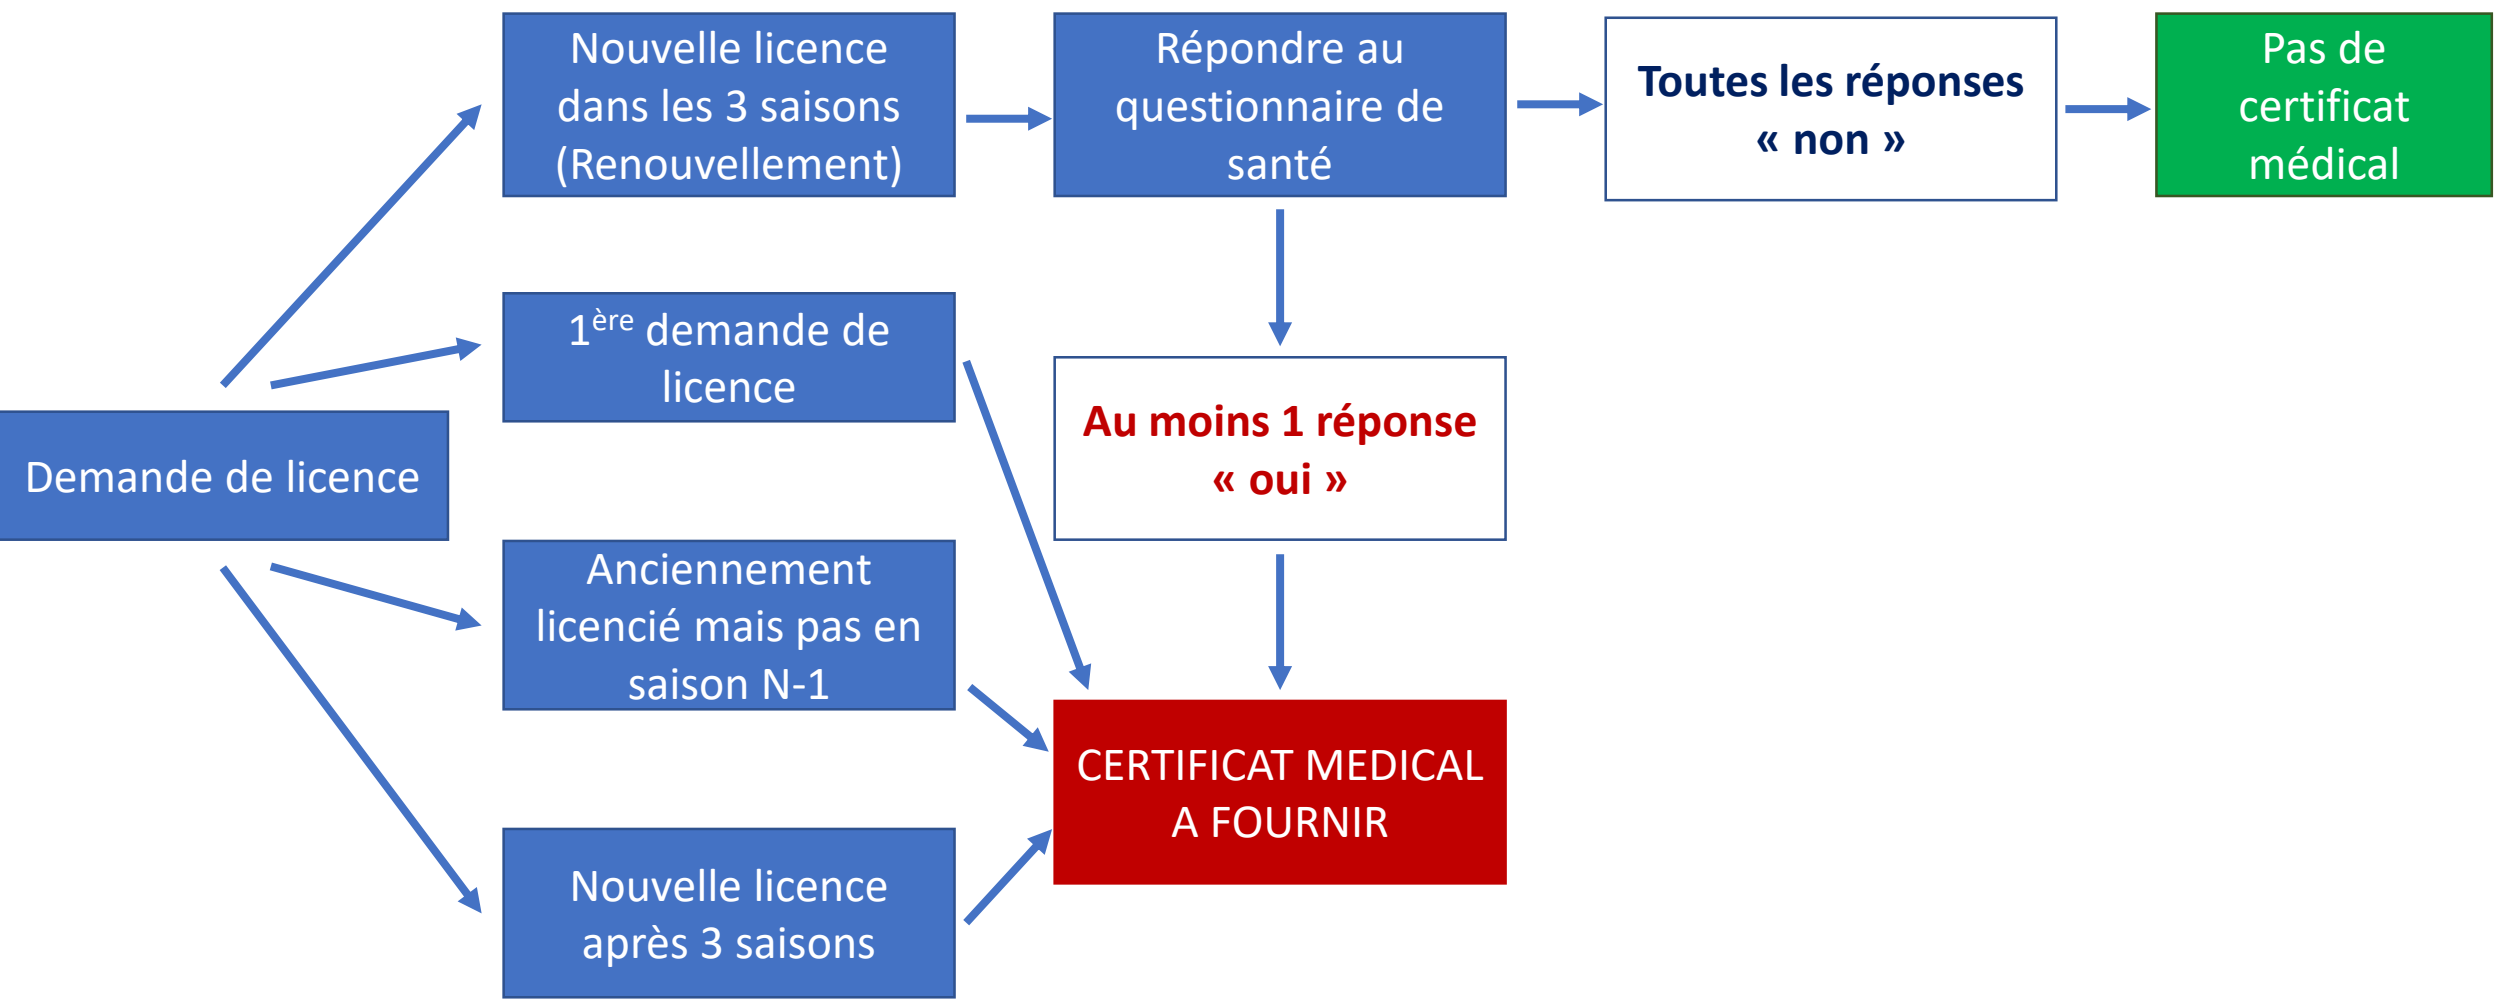 Nouvelle licence
dans les 3 saisons
(Renouvellement)
Répondre au
questionnaire de
santé
Toutes les réponses
« non »
Pas de
certificat
médical
1ère demande de
licence
Au moins 1 réponse
« oui »
Demande de licence
Anciennement
licencié mais pas en
saison N-1
CERTIFICAT MEDICAL
A FOURNIR
Nouvelle licence
après 3 saisons